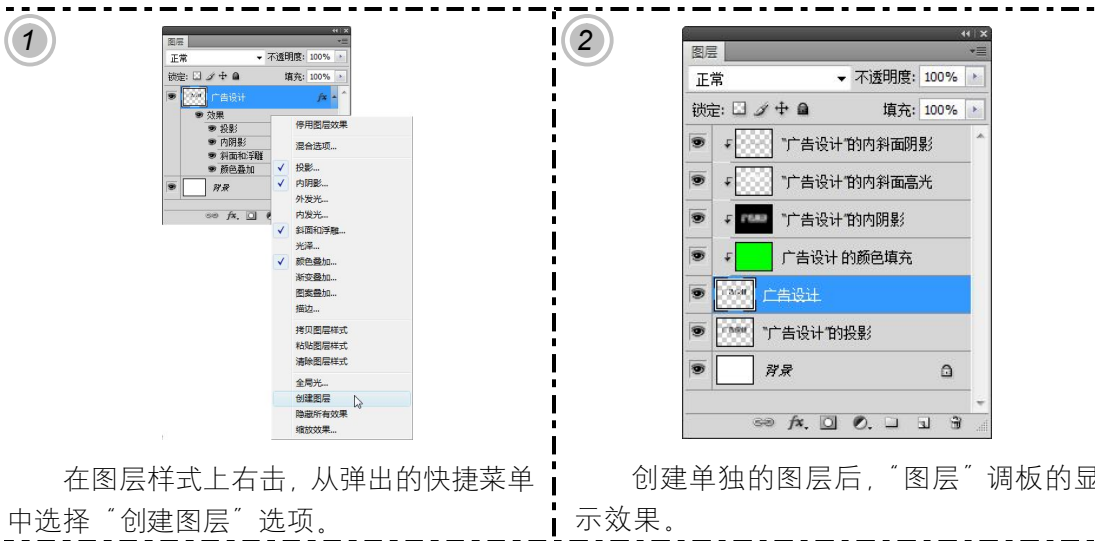 1
图层
正常 不透明度: 100%
锁定: 填充: 100%
广告设计 fx
效果
投影
内阴影
斜面和浮雕
颜色叠加
背景
fx.
停用图层效果
混合选项...
投影...
内阴影...
外发光...
内发光...
斜面和浮雕...
光泽...
颜色叠加...
渐变叠加...
图案叠加...
描边...
拷贝图层样式
粘贴图层样式
清除图层样式
全局光...
创建图层
隐藏所有效果
缩放效果...
在图层样式上右击,从弹出的快捷菜单
中选择“创建图层”选项。
2
图层
正常 不透明度: 100%
锁定: 填充: 100%
“广告设计”的内斜面阴影
“广告设计”的内斜面高光
“广告设计”的内阴影
广告设计 的颜色填充
广告设计
“广告设计”的投影
背景
fx.
创建单独的图层后,“图层”调板的显
示效果。